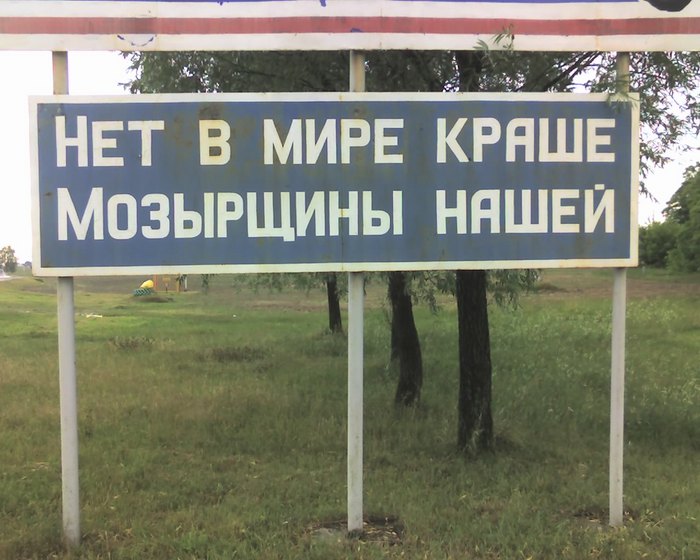 Нет в мире краше
Мозырщины нашей